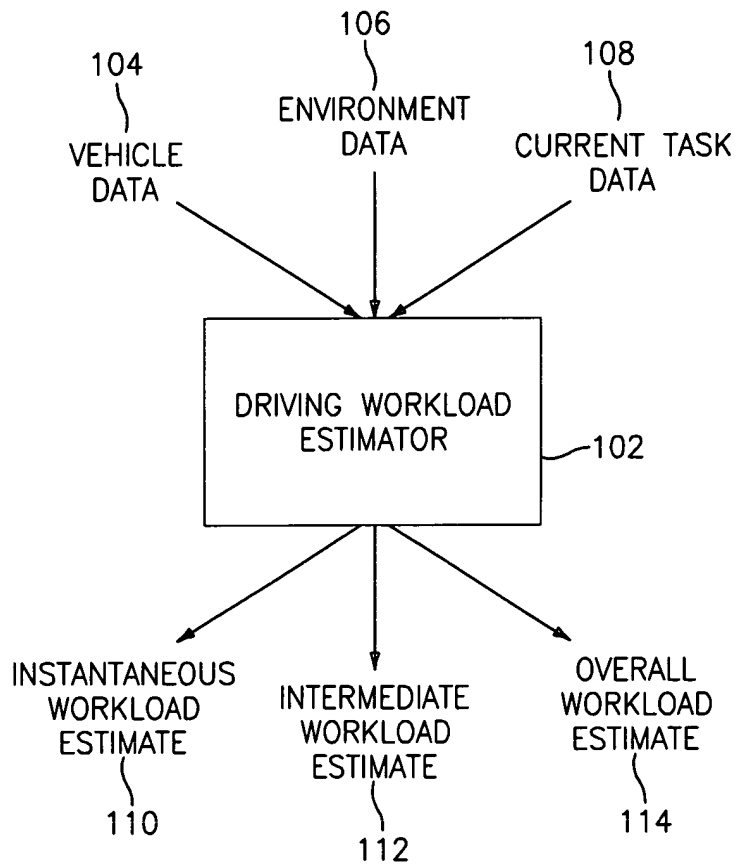 104
VEHICLE
DATA
106
ENVIRONMENT
DATA
108
CURRENT TASK
DATA
DRIVING WORKLOAD
ESTIMATOR
102
INSTANTANEOUS
WORKLOAD
ESTIMATE
110
INTERMEDIATE
WORKLOAD
ESTIMATE
112
OVERALL
WORKLOAD
ESTIMATE
114